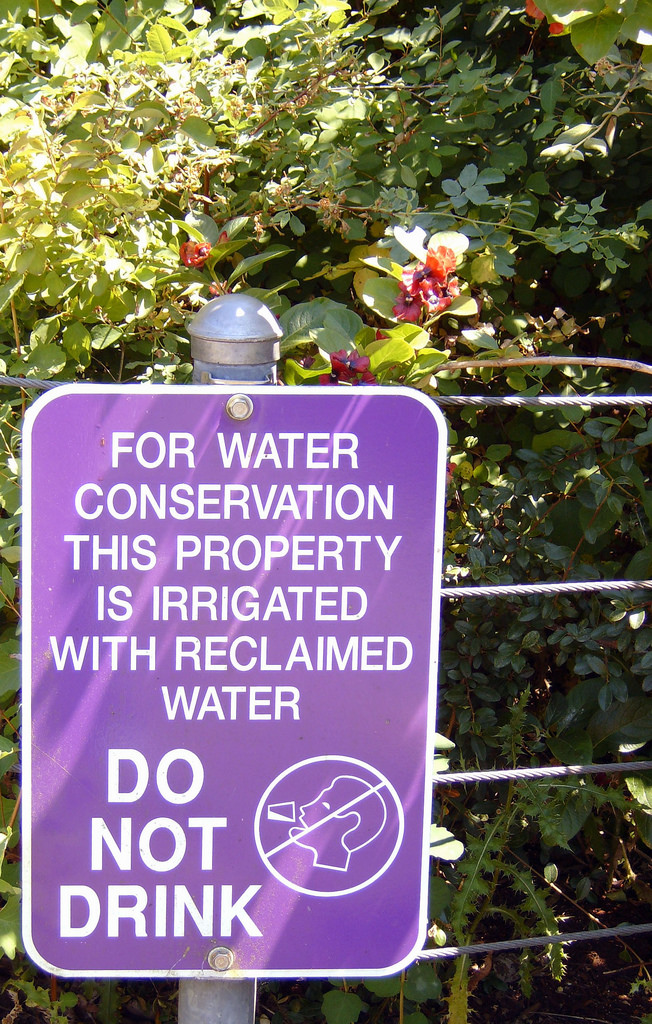 FOR WATER
CONSERVATION
THIS PROPERTY
IS IRRIGATED
WITH RECLAIMED
WATER
DO
NOT
DRINK